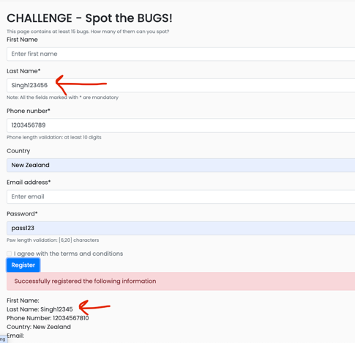 CHALLENGE - Spot the BUGS!
This page contains at least 15 bugs. How many of them can you spot?
First Name
Enter first name
Last Name*
Singh123456
Note: All the fields marked with * are mandatory
Phone nunber*
1203456789
Phone length validation: at least 10 digits
Country
New Zealand
Email address*
Enter email
Password*
pass123
Psw length validation: [6,20] characters
I agree with the terms and conditions
Register
Successfully registered the following information
First Name:
Last Name: Singh12345
Phone Number: 12034567810
Country: New Zealand
Email: